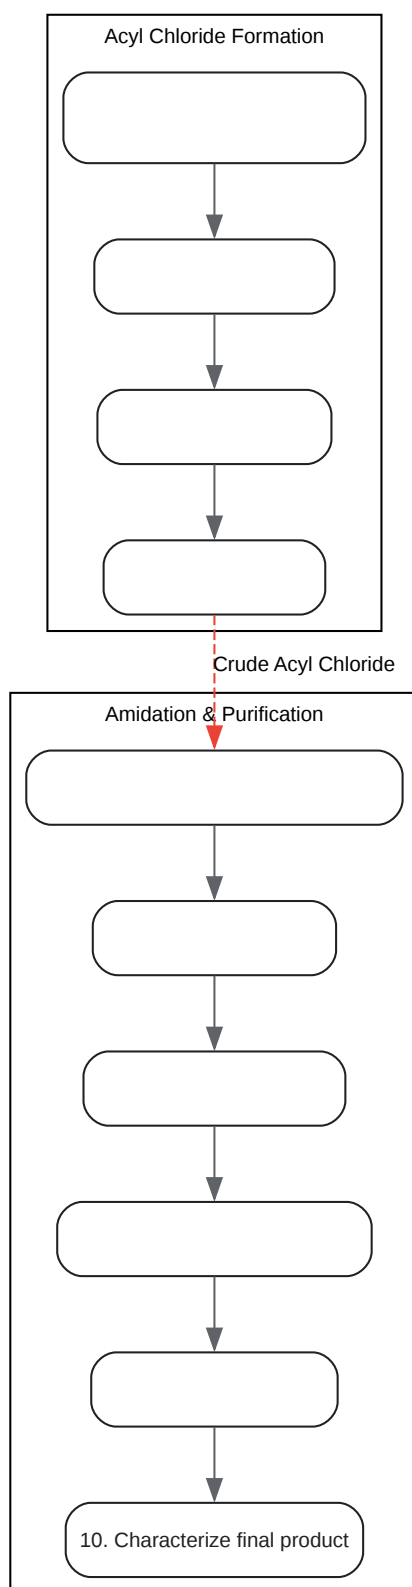 Acyl Chloride Formation
Crude Acyl Chloride
Amidation & Purification
10. Characterize final product